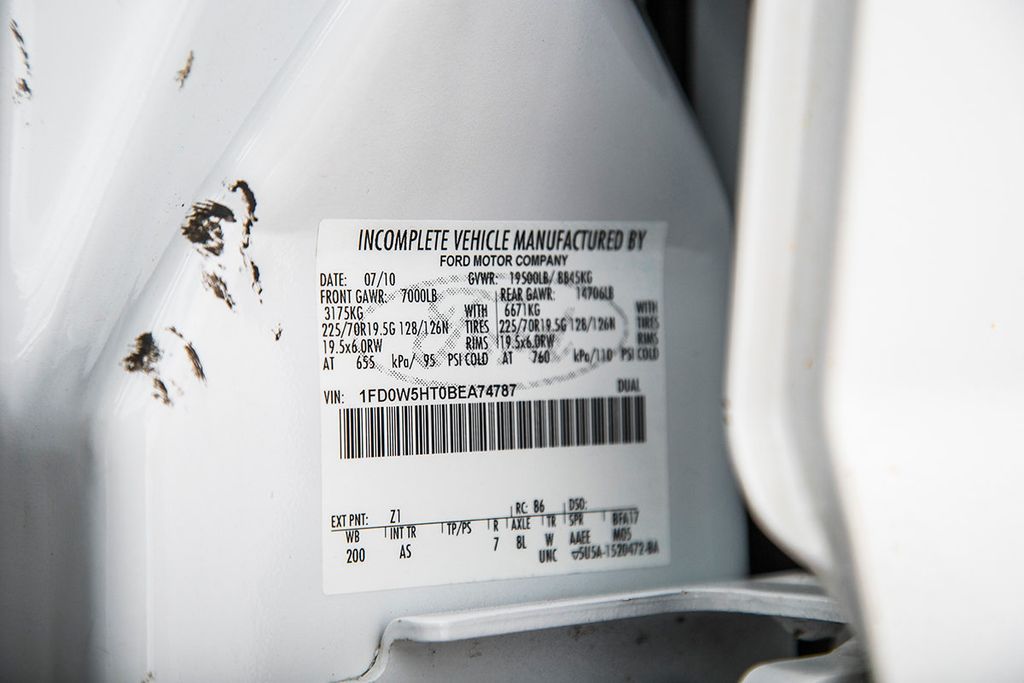 INCOMPLETE VEHICLE MANUFACTURED BY
FORD MOTOR COMPANY
DATE: 07/10 GVWR: 19500LB/ 8845KG
FRONT GAWR: 7000LB REAR GAWR: 14706LB
3175KG WITH 6671KG WITH
225/70R19.5G 128/126N TIRES 225/70R19.5G 128/126N TIRES
19.5x6.0RW RIMS 19.5x6.0RW RIMS
AT 655 kPa/ 95 PSI COLD AT 760 kPa/110 PSI COLD
VIN: 1FD0W5HT0BEA74787 DUAL
EXT PNT: Z1 RC: 86 DSO:
WB INT TR TP/PS R AXLE TR SPR BFA17
200 AS 7 8L W AAEE M05
UNC 5U5A-1520472-BA